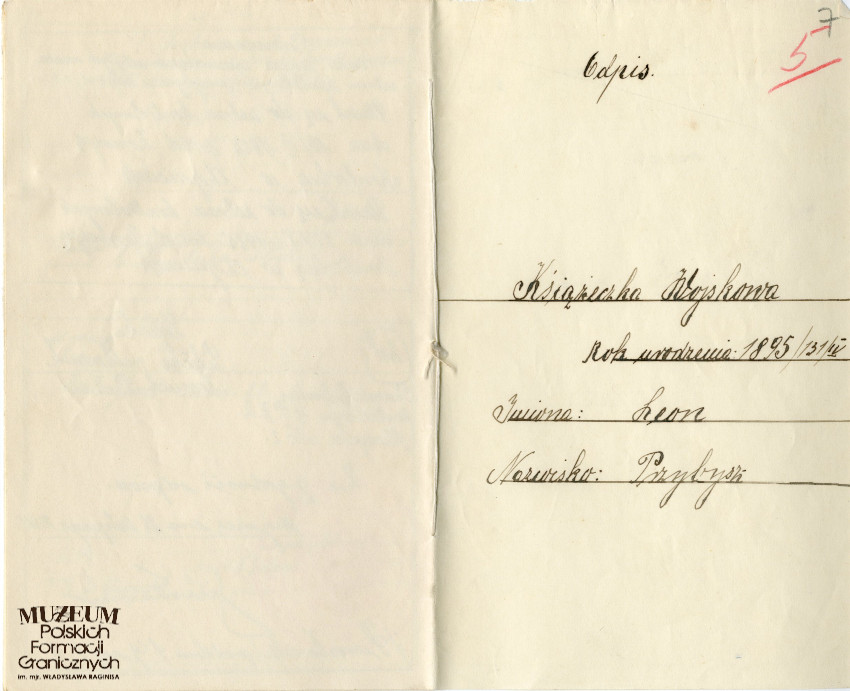 7
5
Odpis.
Książeczka Wojskowa
Rok urodzenia: 1895/131/IV
Imiona: Leon
Nazwisko: Przybysz
MUZEUM
Polskich
Formacji
Granicznych
im. mjr. WŁADYSŁAWA RAGINISA